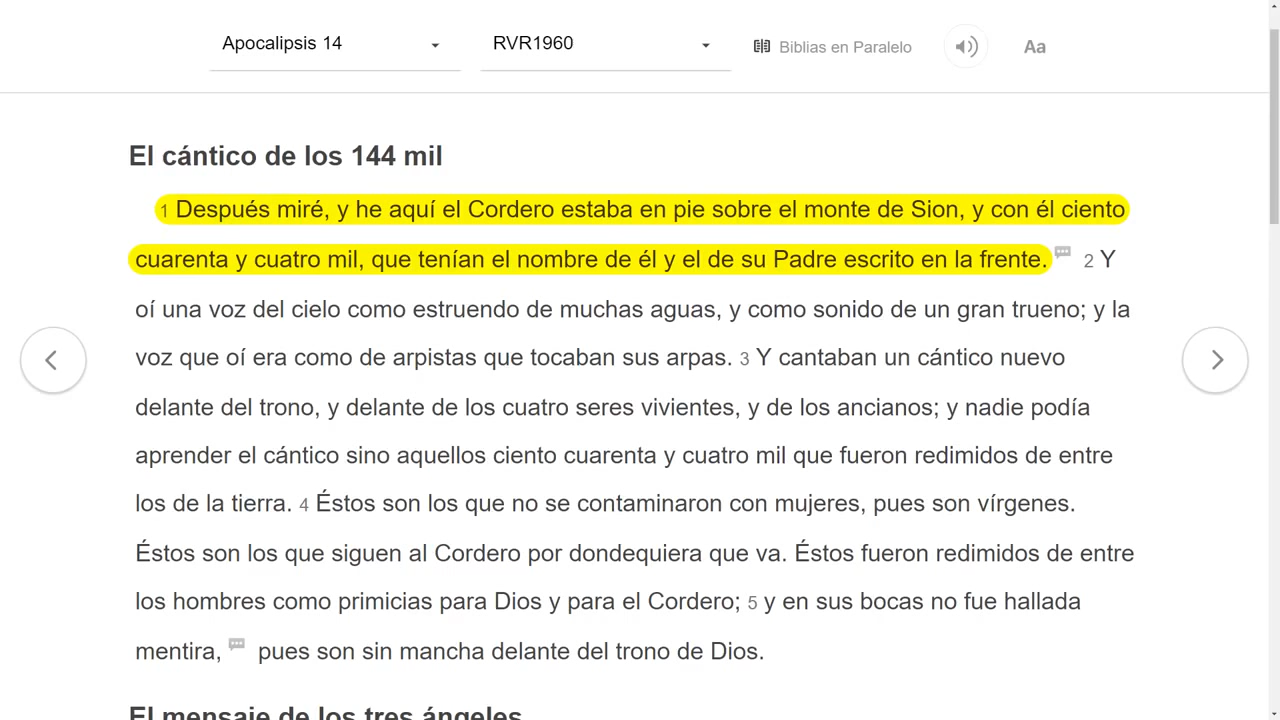 Apocalipsis 14 RVR1960 Biblias en Paralelo Aa
El cántico de los 144 mil
1 Después miré, y he aquí el Cordero estaba en pie sobre el monte de Sion, y con él ciento
cuarenta y cuatro mil, que tenían el nombre de él y el de su Padre escrito en la frente. 2 Y
oí una voz del cielo como estruendo de muchas aguas, y como sonido de un gran trueno; y la
voz que oí era como de arpistas que tocaban sus arpas. 3 Y cantaban un cántico nuevo
delante del trono, y delante de los cuatro seres vivientes, y de los ancianos; y nadie podía
aprender el cántico sino aquellos ciento cuarenta y cuatro mil que fueron redimidos de entre
los de la tierra. 4 Éstos son los que no se contaminaron con mujeres, pues son vírgenes.
Éstos son los que siguen al Cordero por dondequiera que va. Éstos fueron redimidos de entre
los hombres como primicias para Dios y para el Cordero; 5 y en sus bocas no fue hallada
mentira, pues son sin mancha delante del trono de Dios.
El mensaje de los tres ángeles